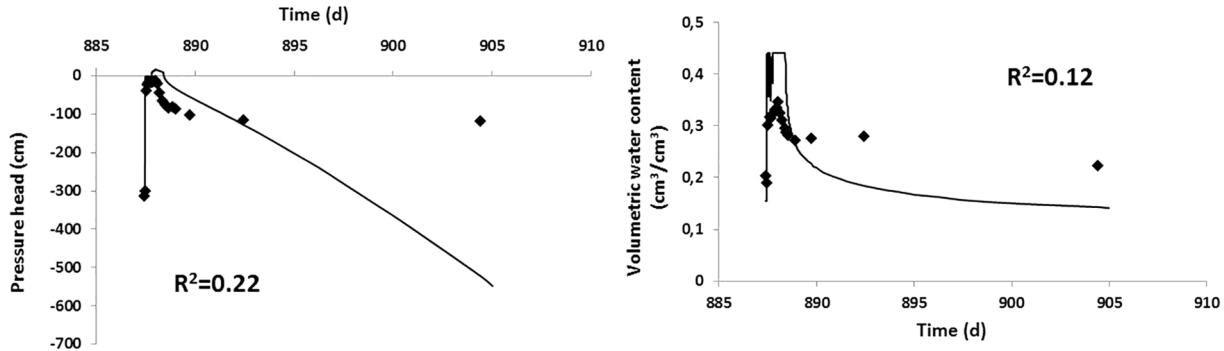 Time (d)
885 890 895 900 905 910
0
-100
-200
-300
-400
-500
-600
-700
Pressure head (cm)
R²=0.22
0,5
0,4
0,3
0,2
0,1
0
Volumetric water content
(cm³/cm³)
R²=0.12
885 890 895 900 905 910
Time (d)